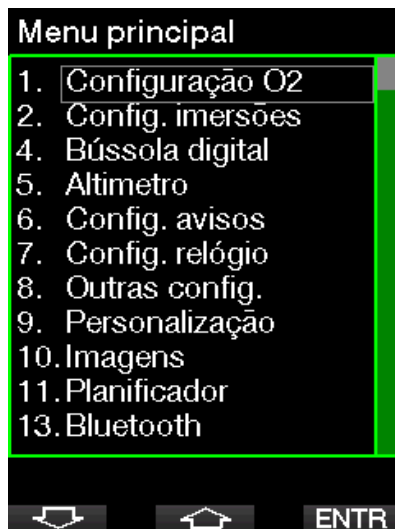 Menu principal
1. Configuração O2
2. Config. imersões
4. Bússola digital
5. Altimetro
6. Config. avisos
7. Config. relógio
8. Outras config.
9. Personalização
10. Imagens
11. Planificador
13. Bluetooth
ENTR